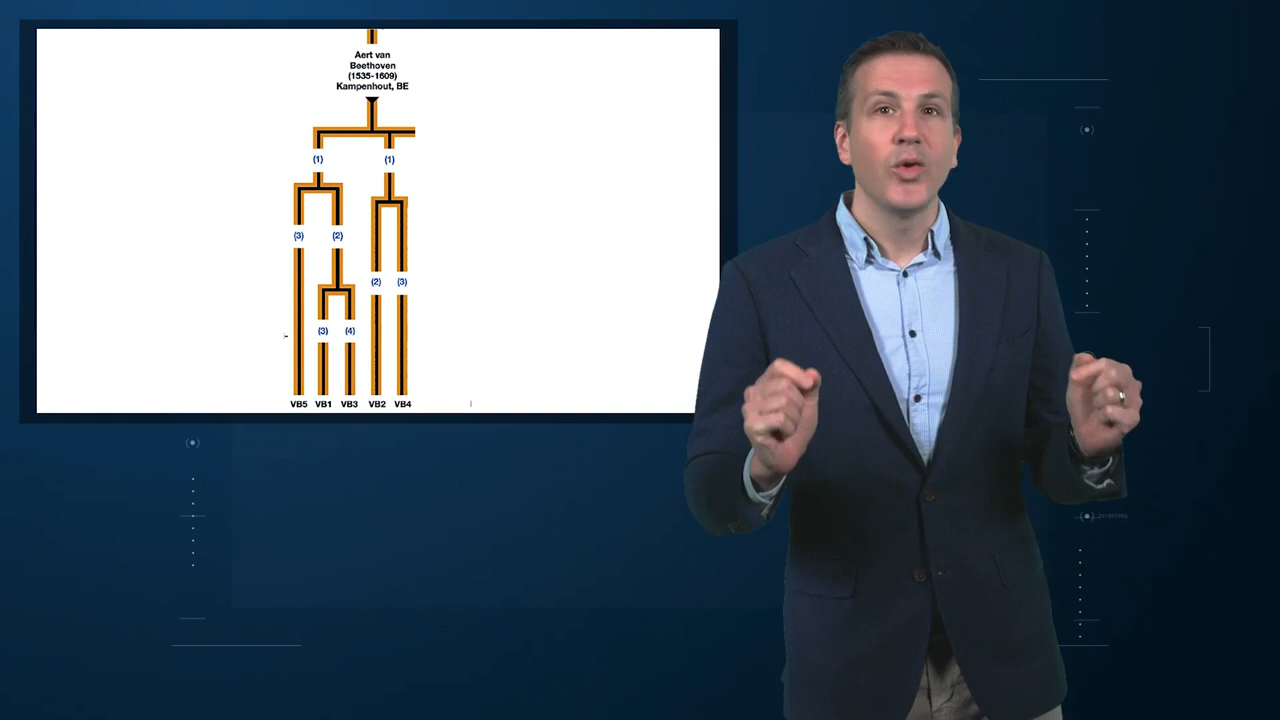 Aert van
Beethoven
(1535-1609)
Kampenhout, BE
(1) (1)
(3) (2)
(2) (3)
(3) (4)
VB5 VB1 VB3 VB2 VB4